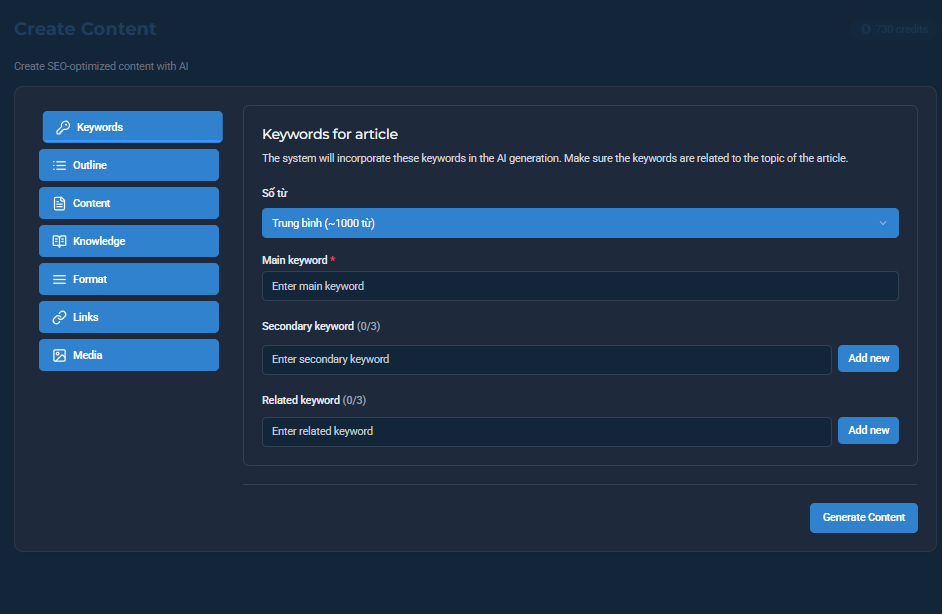 Create Content
730 credits
Create SEO-optimized content with AI
Keywords
Outline
Content
Knowledge
Format
Links
Media
Keywords for article
The system will incorporate these keywords in the AI generation. Make sure the keywords are related to the topic of the article.
Số từ
Trung bình (~1000 từ)
Main keyword *
Enter main keyword
Secondary keyword (0/3)
Enter secondary keyword
Add new
Related keyword (0/3)
Enter related keyword
Add new
Generate Content